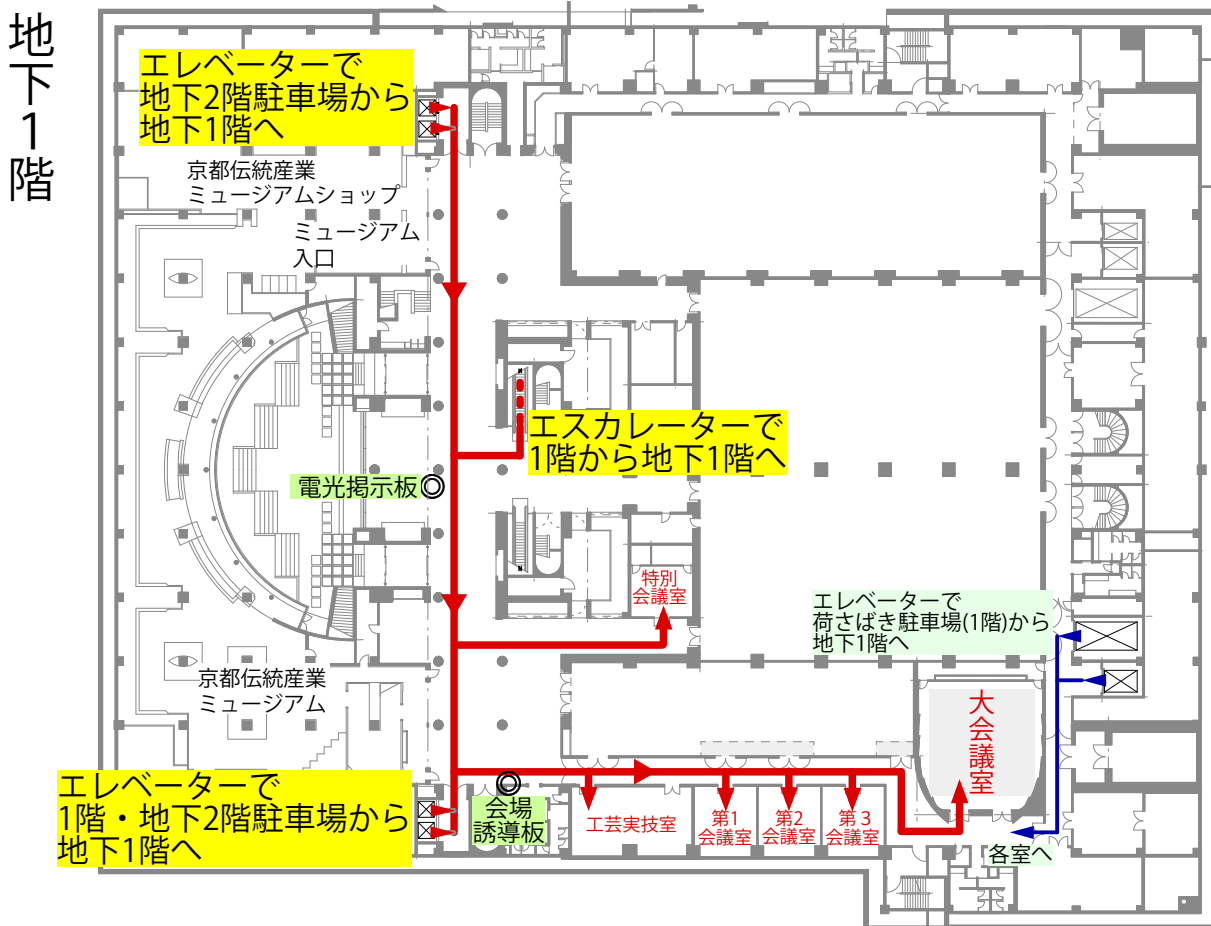 地下1階
エレベーターで
地下2階駐車場から
地下1階へ
京都伝統産業
ミュージアムショップ
ミュージアム
入口
エスカレーターで
1階から地下1階へ
電光掲示板
特別
会議室
エレベーターで
荷さばき駐車場(1階)から
地下1階へ
京都伝統産業
ミュージアム
大会議室
エレベーターで
1階・地下2階駐車場から
地下1階へ
会場
誘導板
工芸実技室
第1
会議室
第2
会議室
第3
会議室
各室へ